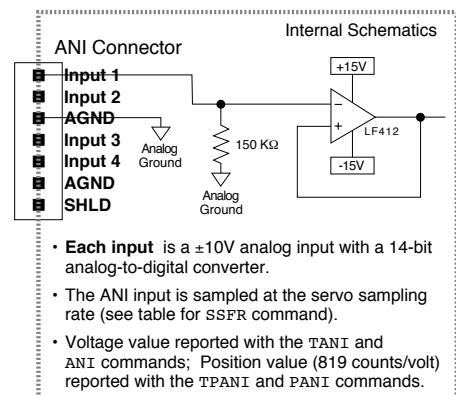 Internal Schematics
ANI Connector
Input 1
Input 2
AGND
Input 3
Input 4
AGND
SHLD
Analog
Ground
150 KΩ
Analog
Ground
+15V
−
+
LF412
-15V
• Each input is a ±10V analog input with a 14-bit
analog-to-digital converter.
• The ANI input is sampled at the servo sampling
rate (see table for SSFR command).
• Voltage value reported with the TANI and
ANI commands; Position value (819 counts/volt)
reported with the TPANI and PANI commands.